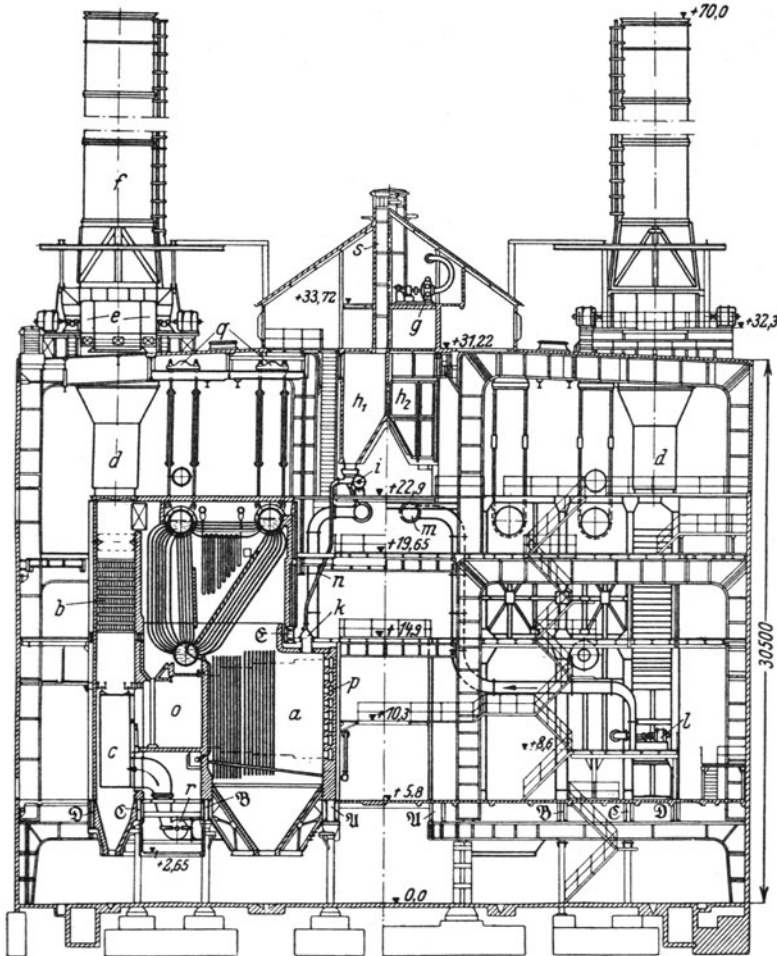 +70,0
f
s
+33,72
g
e
q
+32,3
+31,22
h₁
h₂
d
i
d
+22,9
m
+19,65
n
b
k
ℭ
+14,9
p
a
o
+10,3
l
c
+8,6
30500
r
+5,8
𝔇
ℭ
𝔅
𝔄
𝔄
𝔅
ℭ
𝔇
+2,65
0,0